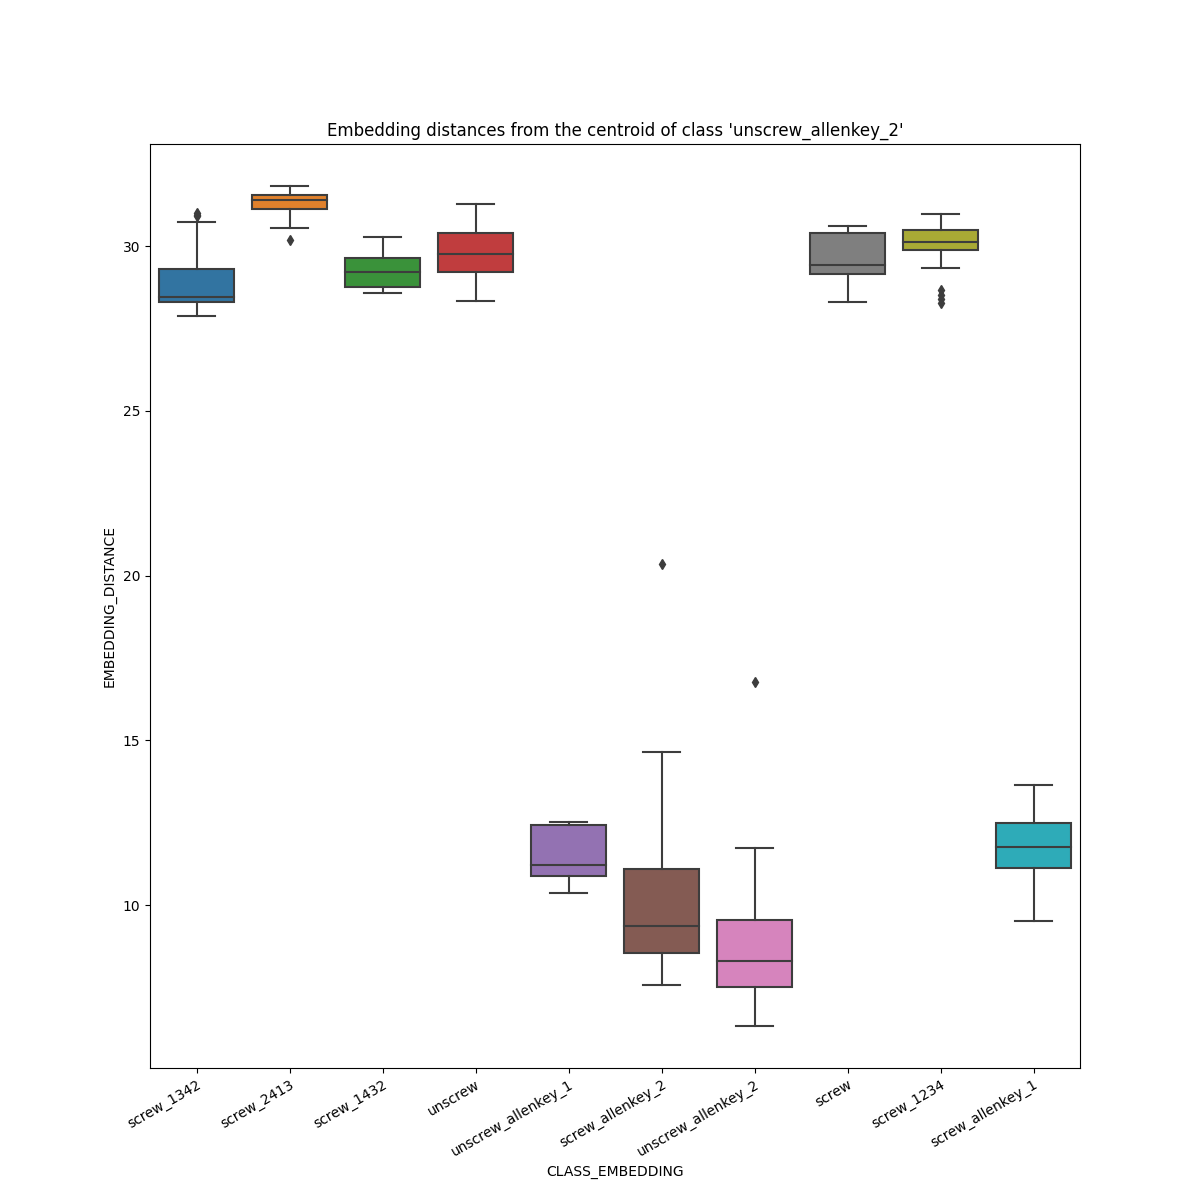 Embedding distances from the centroid of class 'unscrew_allenkey_2'
30
25
20
15
10
EMBEDDING_DISTANCE
screw_1342
screw_2413
screw_1432
unscrew
unscrew_allenkey_1
screw_allenkey_2
unscrew_allenkey_2
screw
screw_1234
screw_allenkey_1
CLASS_EMBEDDING